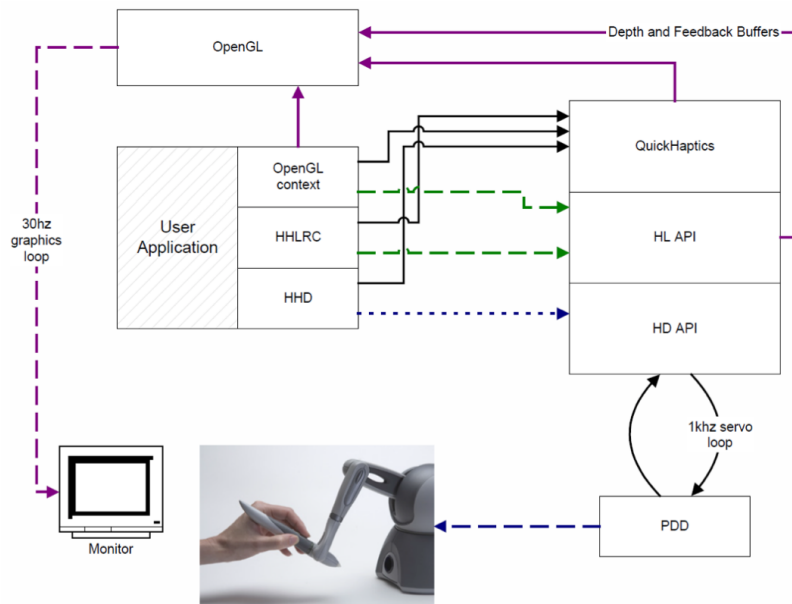 OpenGL
Depth and Feedback Buffers
OpenGL
context
QuickHaptics
User
Application
HHLRC
HL API
30hz
graphics
loop
HHD
HD API
1khz servo
loop
PDD
Monitor